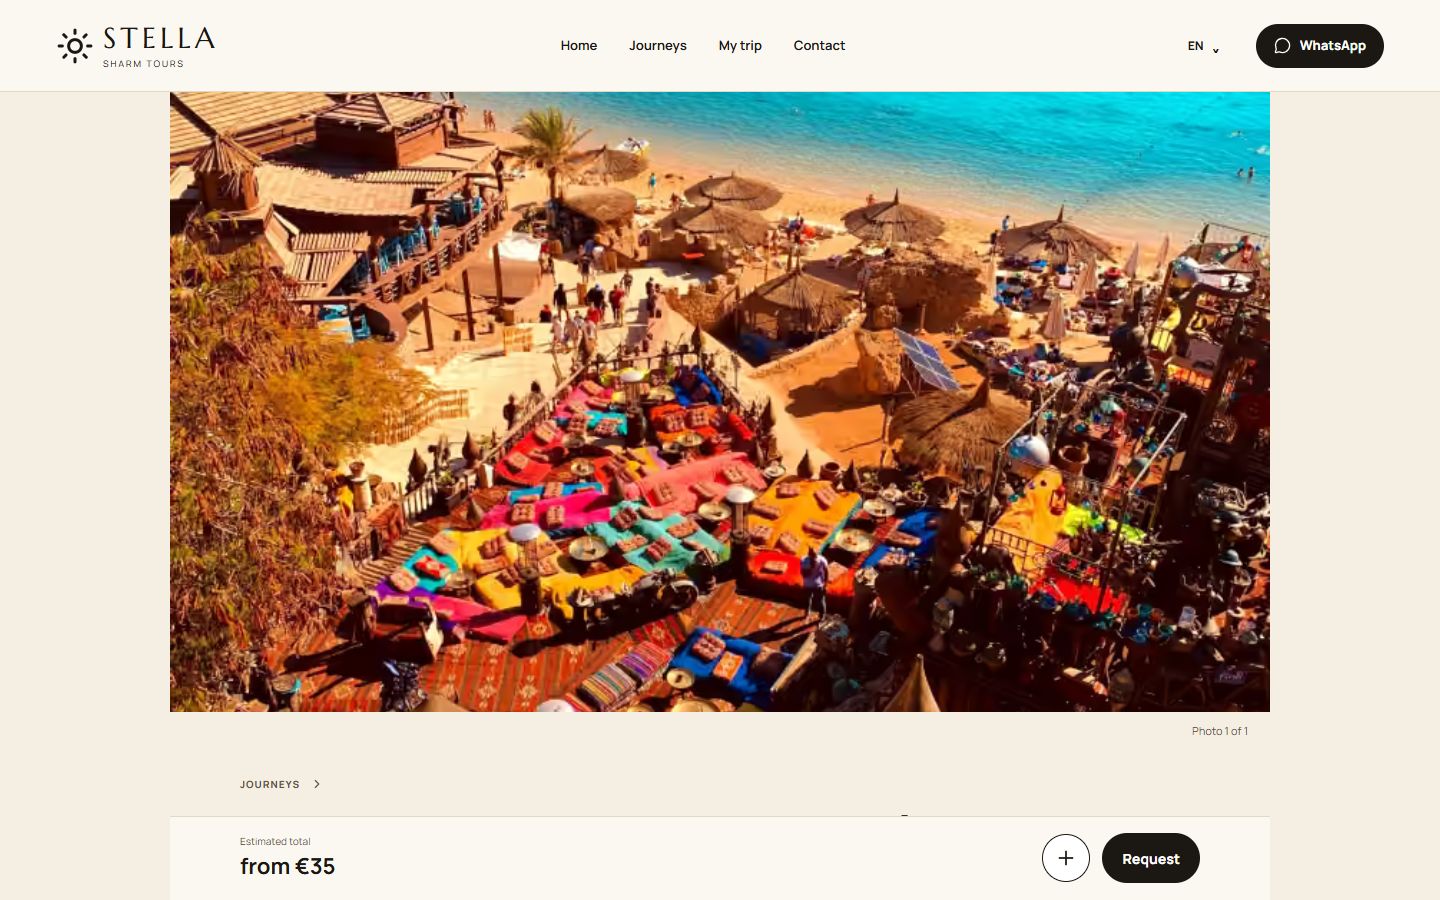 STELLA
SHARM TOURS
Home
Journeys
My trip
Contact
EN
WhatsApp
Photo 1 of 1
JOURNEYS
Estimated total
from €35
Request